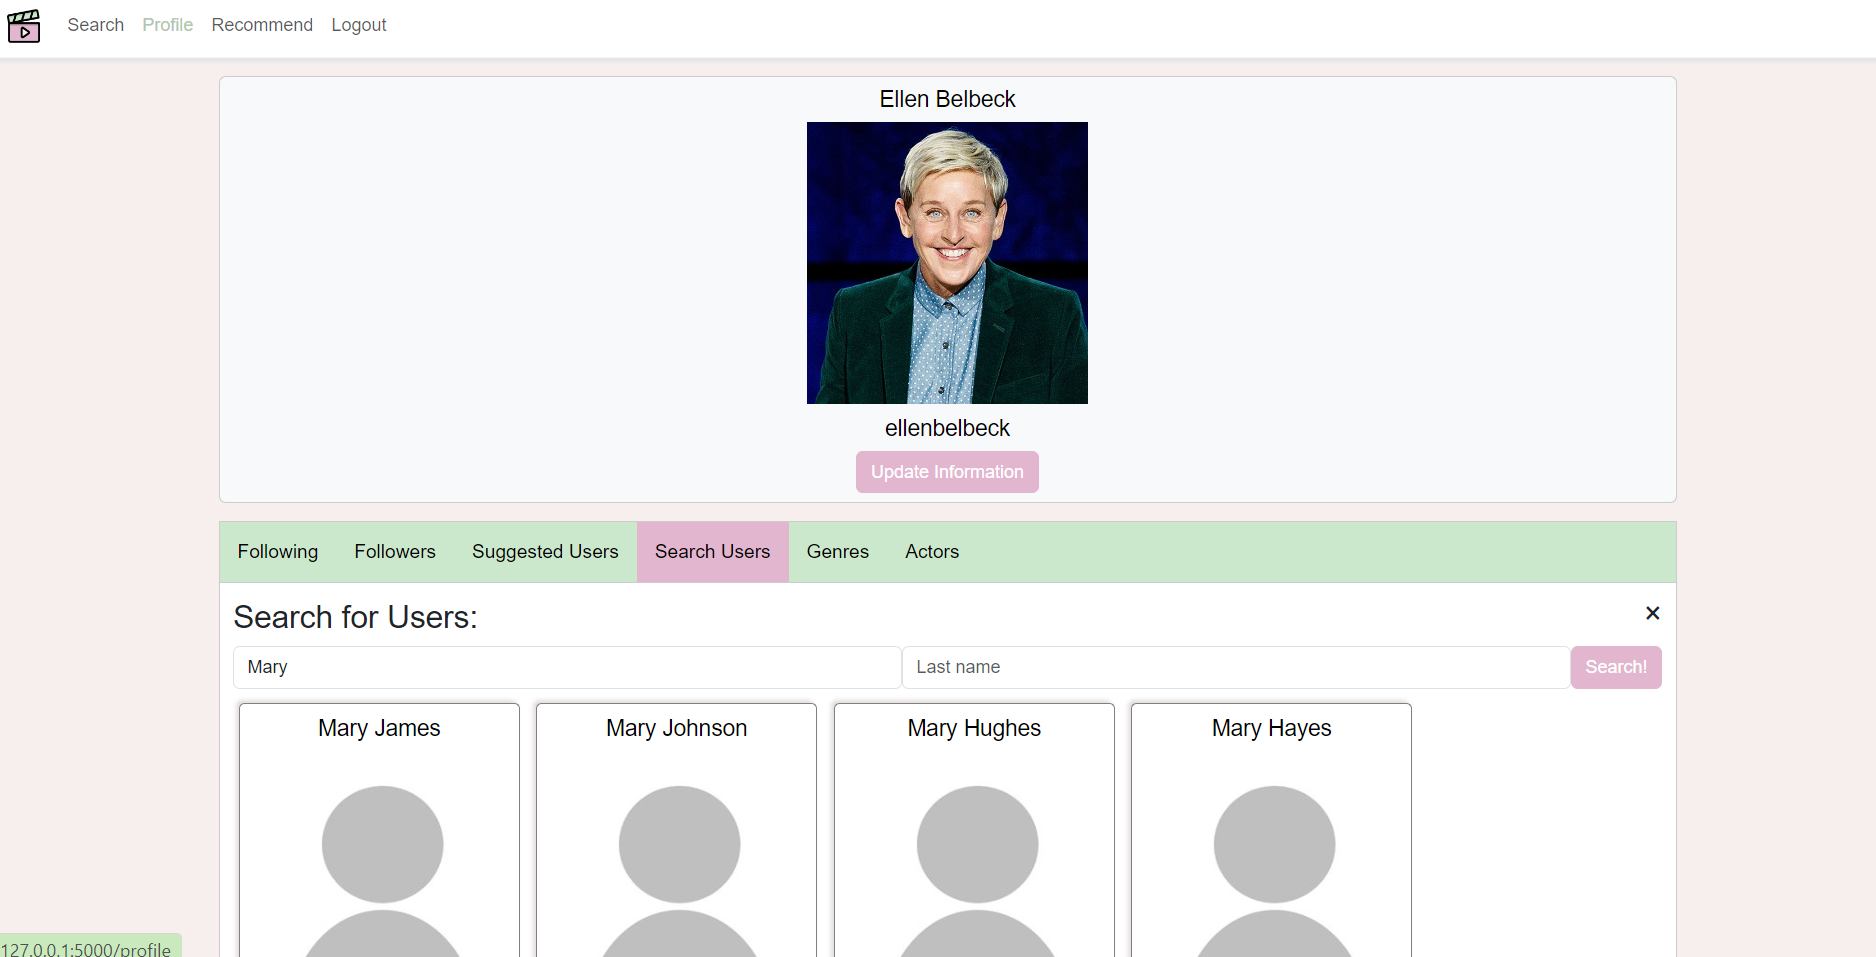 Search Profile Recommend Logout
Ellen Belbeck
ellenbelbeck
Update Information
Following Followers Suggested Users Search Users Genres Actors
Search for Users: ×
Mary Last name Search!
Mary James Mary Johnson Mary Hughes Mary Hayes
127.0.0.1:5000/profile